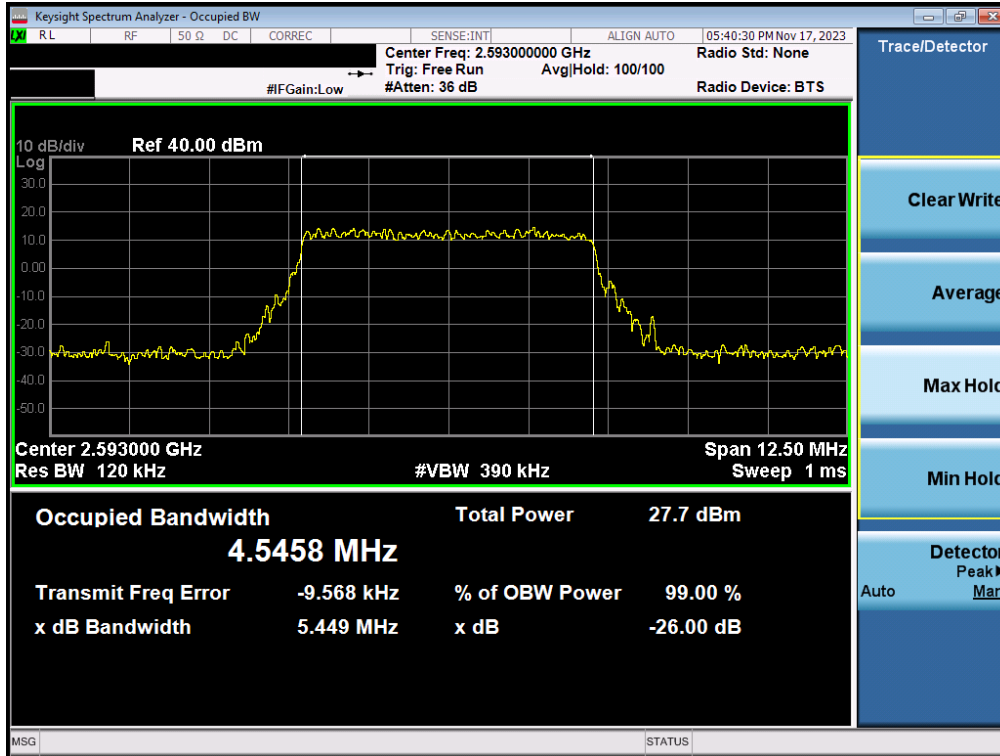 Keysight Spectrum Analyzer - Occupied BW
LXI RL RF 50 Ω DC CORREC SENSE:INT ALIGN AUTO 05:40:30 PM Nov 17, 2023
Center Freq: 2.593000000 GHz Radio Std: None
Trig: Free Run Avg|Hold: 100/100
#IFGain:Low #Atten: 36 dB Radio Device: BTS
Trace/Detector
10 dB/div Ref 40.00 dBm
Log
30.0
20.0
10.0
0.00
-10.0
-20.0
-30.0
-40.0
-50.0
Center 2.593000 GHz Span 12.50 MHz
Res BW 120 kHz #VBW 390 kHz Sweep 1 ms
Occupied Bandwidth Total Power 27.7 dBm
4.5458 MHz
Transmit Freq Error -9.568 kHz % of OBW Power 99.00 %
x dB Bandwidth 5.449 MHz x dB -26.00 dB
Clear Write
Average
Max Hold
Min Hold
Detector
Peak
Auto Man
MSG STATUS